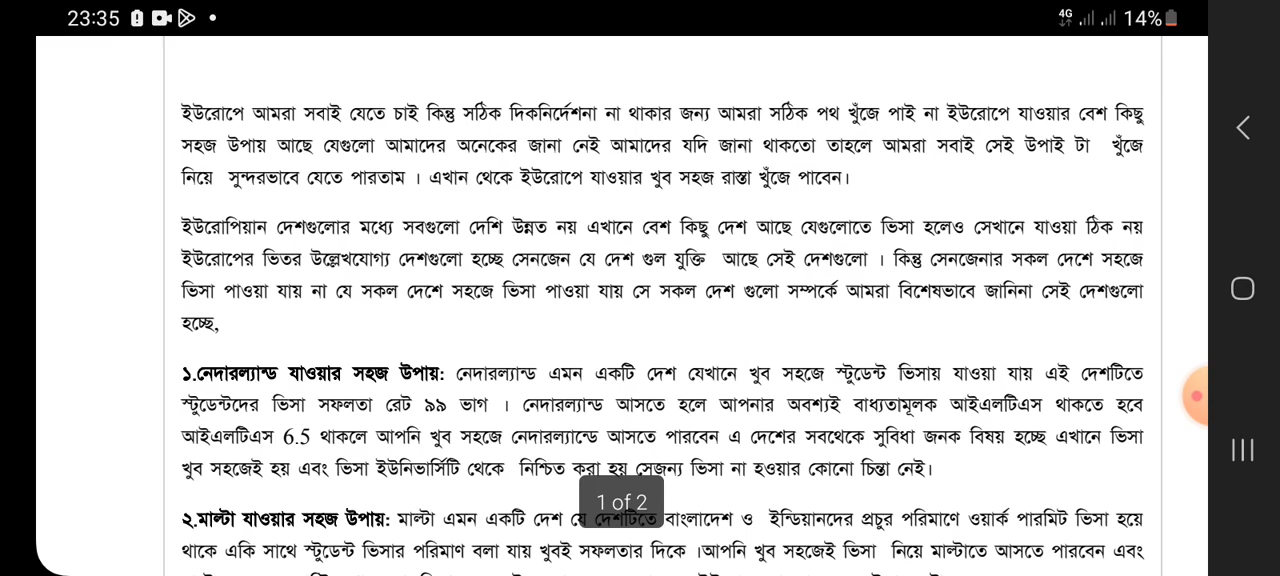 23:35
4G
14%
ইউরোপে আমরা সবাই যেতে চাই কিন্তু সঠিক দিকনির্দেশনা না থাকার জন্য আমরা সঠিক পথ খুঁজে পাই না ইউরোপে যাওয়ার বেশ কিছু
সহজ উপায় আছে যেগুলো আমাদের অনেকের জানা নেই আমাদের যদি জানা থাকতো তাহলে আমরা সবাই সেই উপাই টা খুঁজে
নিয়ে সুন্দরভাবে যেতে পারতাম । এখান থেকে ইউরোপে যাওয়ার খুব সহজ রাস্তা খুঁজে পাবেন।
ইউরোপিয়ান দেশগুলোর মধ্যে সবগুলো দেশি উন্নত নয় এখানে বেশ কিছু দেশ আছে যেগুলোতে ভিসা হলেও সেখানে যাওয়া ঠিক নয়
ইউরোপের ভিতর উল্লেখযোগ্য দেশগুলো হচ্ছে সেনজেন যে দেশ গুল যুক্তি আছে সেই দেশগুলো । কিন্তু সেনজেনার সকল দেশে সহজে
ভিসা পাওয়া যায় না যে সকল দেশে সহজে ভিসা পাওয়া যায় সে সকল দেশ গুলো সম্পর্কে আমরা বিশেষভাবে জানিনা সেই দেশগুলো
হচ্ছে,
১.নেদারল্যান্ড যাওয়ার সহজ উপায়: নেদারল্যান্ড এমন একটি দেশ যেখানে খুব সহজে স্টুডেন্ট ভিসায় যাওয়া যায় এই দেশটিতে
স্টুডেন্টদের ভিসা সফলতা রেট ৯৯ ভাগ । নেদারল্যান্ড আসতে হলে আপনার অবশ্যই বাধ্যতামূলক আইএলটিএস থাকতে হবে
আইএলটিএস 6.5 থাকলে আপনি খুব সহজে নেদারল্যান্ডে আসতে পারবেন এ দেশের সবথেকে সুবিধা জনক বিষয় হচ্ছে এখানে ভিসা
খুব সহজেই হয় এবং ভিসা ইউনিভার্সিটি থেকে নিশ্চিত করা হয় সেজন্য ভিসা না হওয়ার কোনো চিন্তা নেই।
1 of 2
২.মাল্টা যাওয়ার সহজ উপায়: মাল্টা এমন একটি দেশ যে দেশটিতে বাংলাদেশ ও ইন্ডিয়ানদের প্রচুর পরিমাণে ওয়ার্ক পারমিট ভিসা হয়ে
থাকে একি সাথে স্টুডেন্ট ভিসার পরিমাণ বলা যায় খুবই সফলতার দিকে ।আপনি খুব সহজেই ভিসা নিয়ে মাল্টাতে আসতে পারবেন এবং